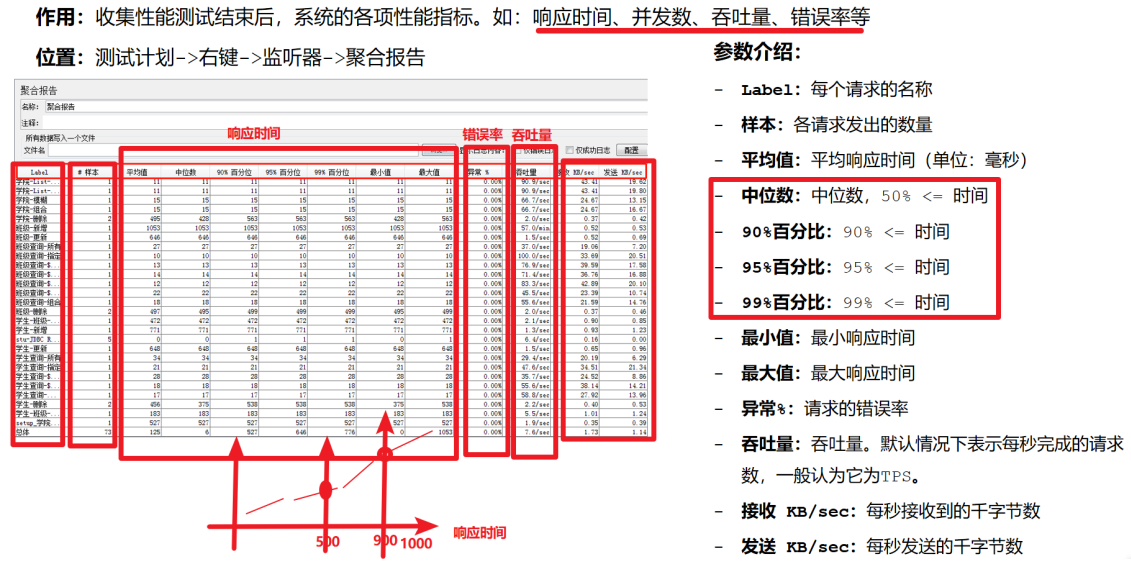 作用：收集性能测试结束后，系统的各项性能指标。如：响应时间、并发数、吞吐量、错误率等
位置：测试计划->右键->监听器->聚合报告
聚合报告
名称：聚合报告
注释：
所有数据写入一个文件
文件名
仅成功日志
配置
响应时间
错误率
吞吐量
Label # 样本 平均值 中位数 90% 百分位 95% 百分位 99% 百分位 最小值 最大值 异常 % 吞吐量 KB/sec 发送 KB/sec
学院-List-... 1 11 11 11 11 11 11 11 0.00% 90.9/sec 43.41 19.62
学院-List-... 1 11 11 11 11 11 11 11 0.00% 90.9/sec 43.41 19.80
学院-模糊 1 15 15 15 15 15 15 15 0.00% 66.7/sec 24.67 13.15
学院-组合 1 15 15 15 15 15 15 15 0.00% 66.7/sec 24.67 16.67
学院-删除 2 495 428 563 563 563 428 563 0.00% 2.0/sec 0.37 0.42
班级-新增 1 1053 1053 1053 1053 1053 1053 1053 0.00% 57.0/min 0.52 0.53
班级-更新 1 646 646 646 646 646 646 646 0.00% 1.5/sec 0.52 0.69
班级查询-所有 1 27 27 27 27 27 27 27 0.00% 37.0/sec 19.06 7.20
班级查询-指定 1 10 10 10 10 10 10 10 0.00% 100.0/sec 33.69 20.51
班级查询-$... 1 13 13 13 13 13 13 13 0.00% 76.9/sec 39.59 17.58
班级查询-$... 1 14 14 14 14 14 14 14 0.00% 71.4/sec 36.76 16.88
班级查询-$... 1 12 12 12 12 12 12 12 0.00% 83.3/sec 42.89 20.10
班级查询-$... 1 22 22 22 22 22 22 22 0.00% 45.5/sec 23.39 10.74
班级查询-组合 1 18 18 18 18 18 18 18 0.00% 55.6/sec 21.59 14.76
班级-删除 2 497 495 499 499 499 495 499 0.00% 2.0/sec 0.37 0.46
学生-班级-... 1 472 472 472 472 472 472 472 0.00% 2.1/sec 0.90 0.85
学生-新增 1 771 771 771 771 771 771 771 0.00% 1.3/sec 0.93 1.23
stu-JDBC R... 5 0 0 1 1 1 0 1 0.00% 6.4/sec 0.16 0.00
学生-更新 1 648 648 648 648 648 648 648 0.00% 1.5/sec 0.65 0.96
学生查询-所有 1 34 34 34 34 34 34 34 0.00% 29.4/sec 20.19 6.29
学生查询-指定 1 21 21 21 21 21 21 21 0.00% 47.6/sec 34.51 21.34
学生查询-$... 1 28 28 28 28 28 28 28 0.00% 35.7/sec 24.52 8.86
学生查询-$... 1 18 18 18 18 18 18 18 0.00% 55.6/sec 38.14 14.21
学生查询-... 1 17 17 17 17 17 17 17 0.00% 58.8/sec 27.92 13.96
学生-删除 2 456 375 538 538 538 375 538 0.00% 2.2/sec 0.40 0.53
学生-班级-... 1 183 183 183 183 183 183 183 0.00% 5.5/sec 1.01 1.24
setup_学院... 1 527 527 527 527 527 527 527 0.00% 1.9/sec 0.35 0.39
总体 73 125 6 527 646 776 0 1053 0.00% 7.6/sec 1.73 1.14
500
900
1000
响应时间
参数介绍：
- Label：每个请求的名称
- 样本：各请求发出的数量
- 平均值：平均响应时间（单位：毫秒）
- 中位数：中位数，50% <= 时间
- 90%百分比：90% <= 时间
- 95%百分比：95% <= 时间
- 99%百分比：99% <= 时间
- 最小值：最小响应时间
- 最大值：最大响应时间
- 异常%：请求的错误率
- 吞吐量：吞吐量。默认情况下表示每秒完成的请求
数，一般认为它为TPS。
- 接收 KB/sec：每秒接收到的千字节数
- 发送 KB/sec：每秒发送的千字节数